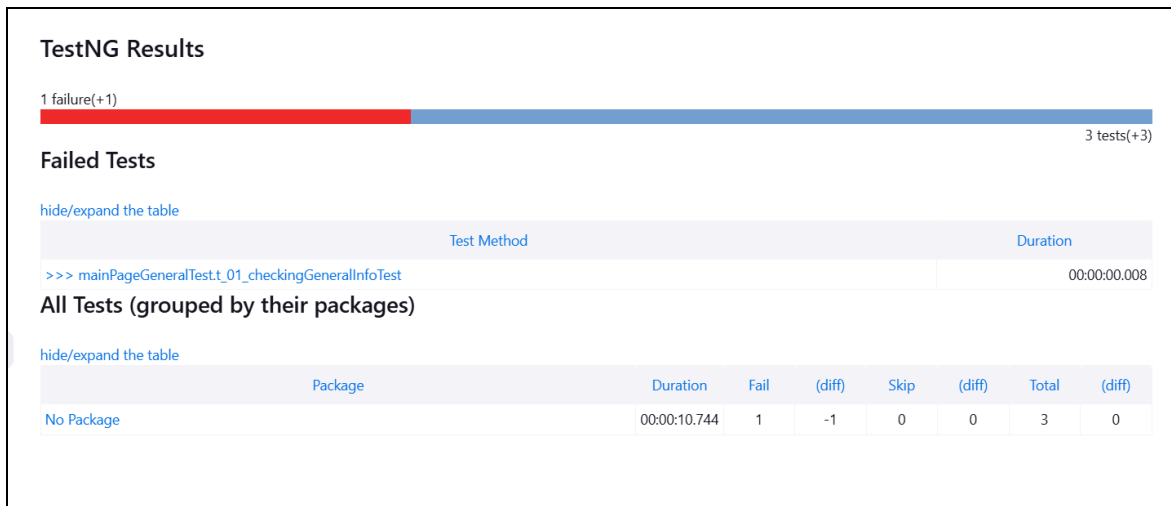 TestNG Results
1 failure(+1)
3 tests(+3)
Failed Tests
hide/expand the table
Test Method Duration
>>> mainPageGeneralTest.t_01_checkingGeneralInfoTest 00:00:00.008
All Tests (grouped by their packages)
hide/expand the table
Package Duration Fail (diff) Skip (diff) Total (diff)
No Package 00:00:10.744 1 -1 0 0 3 0